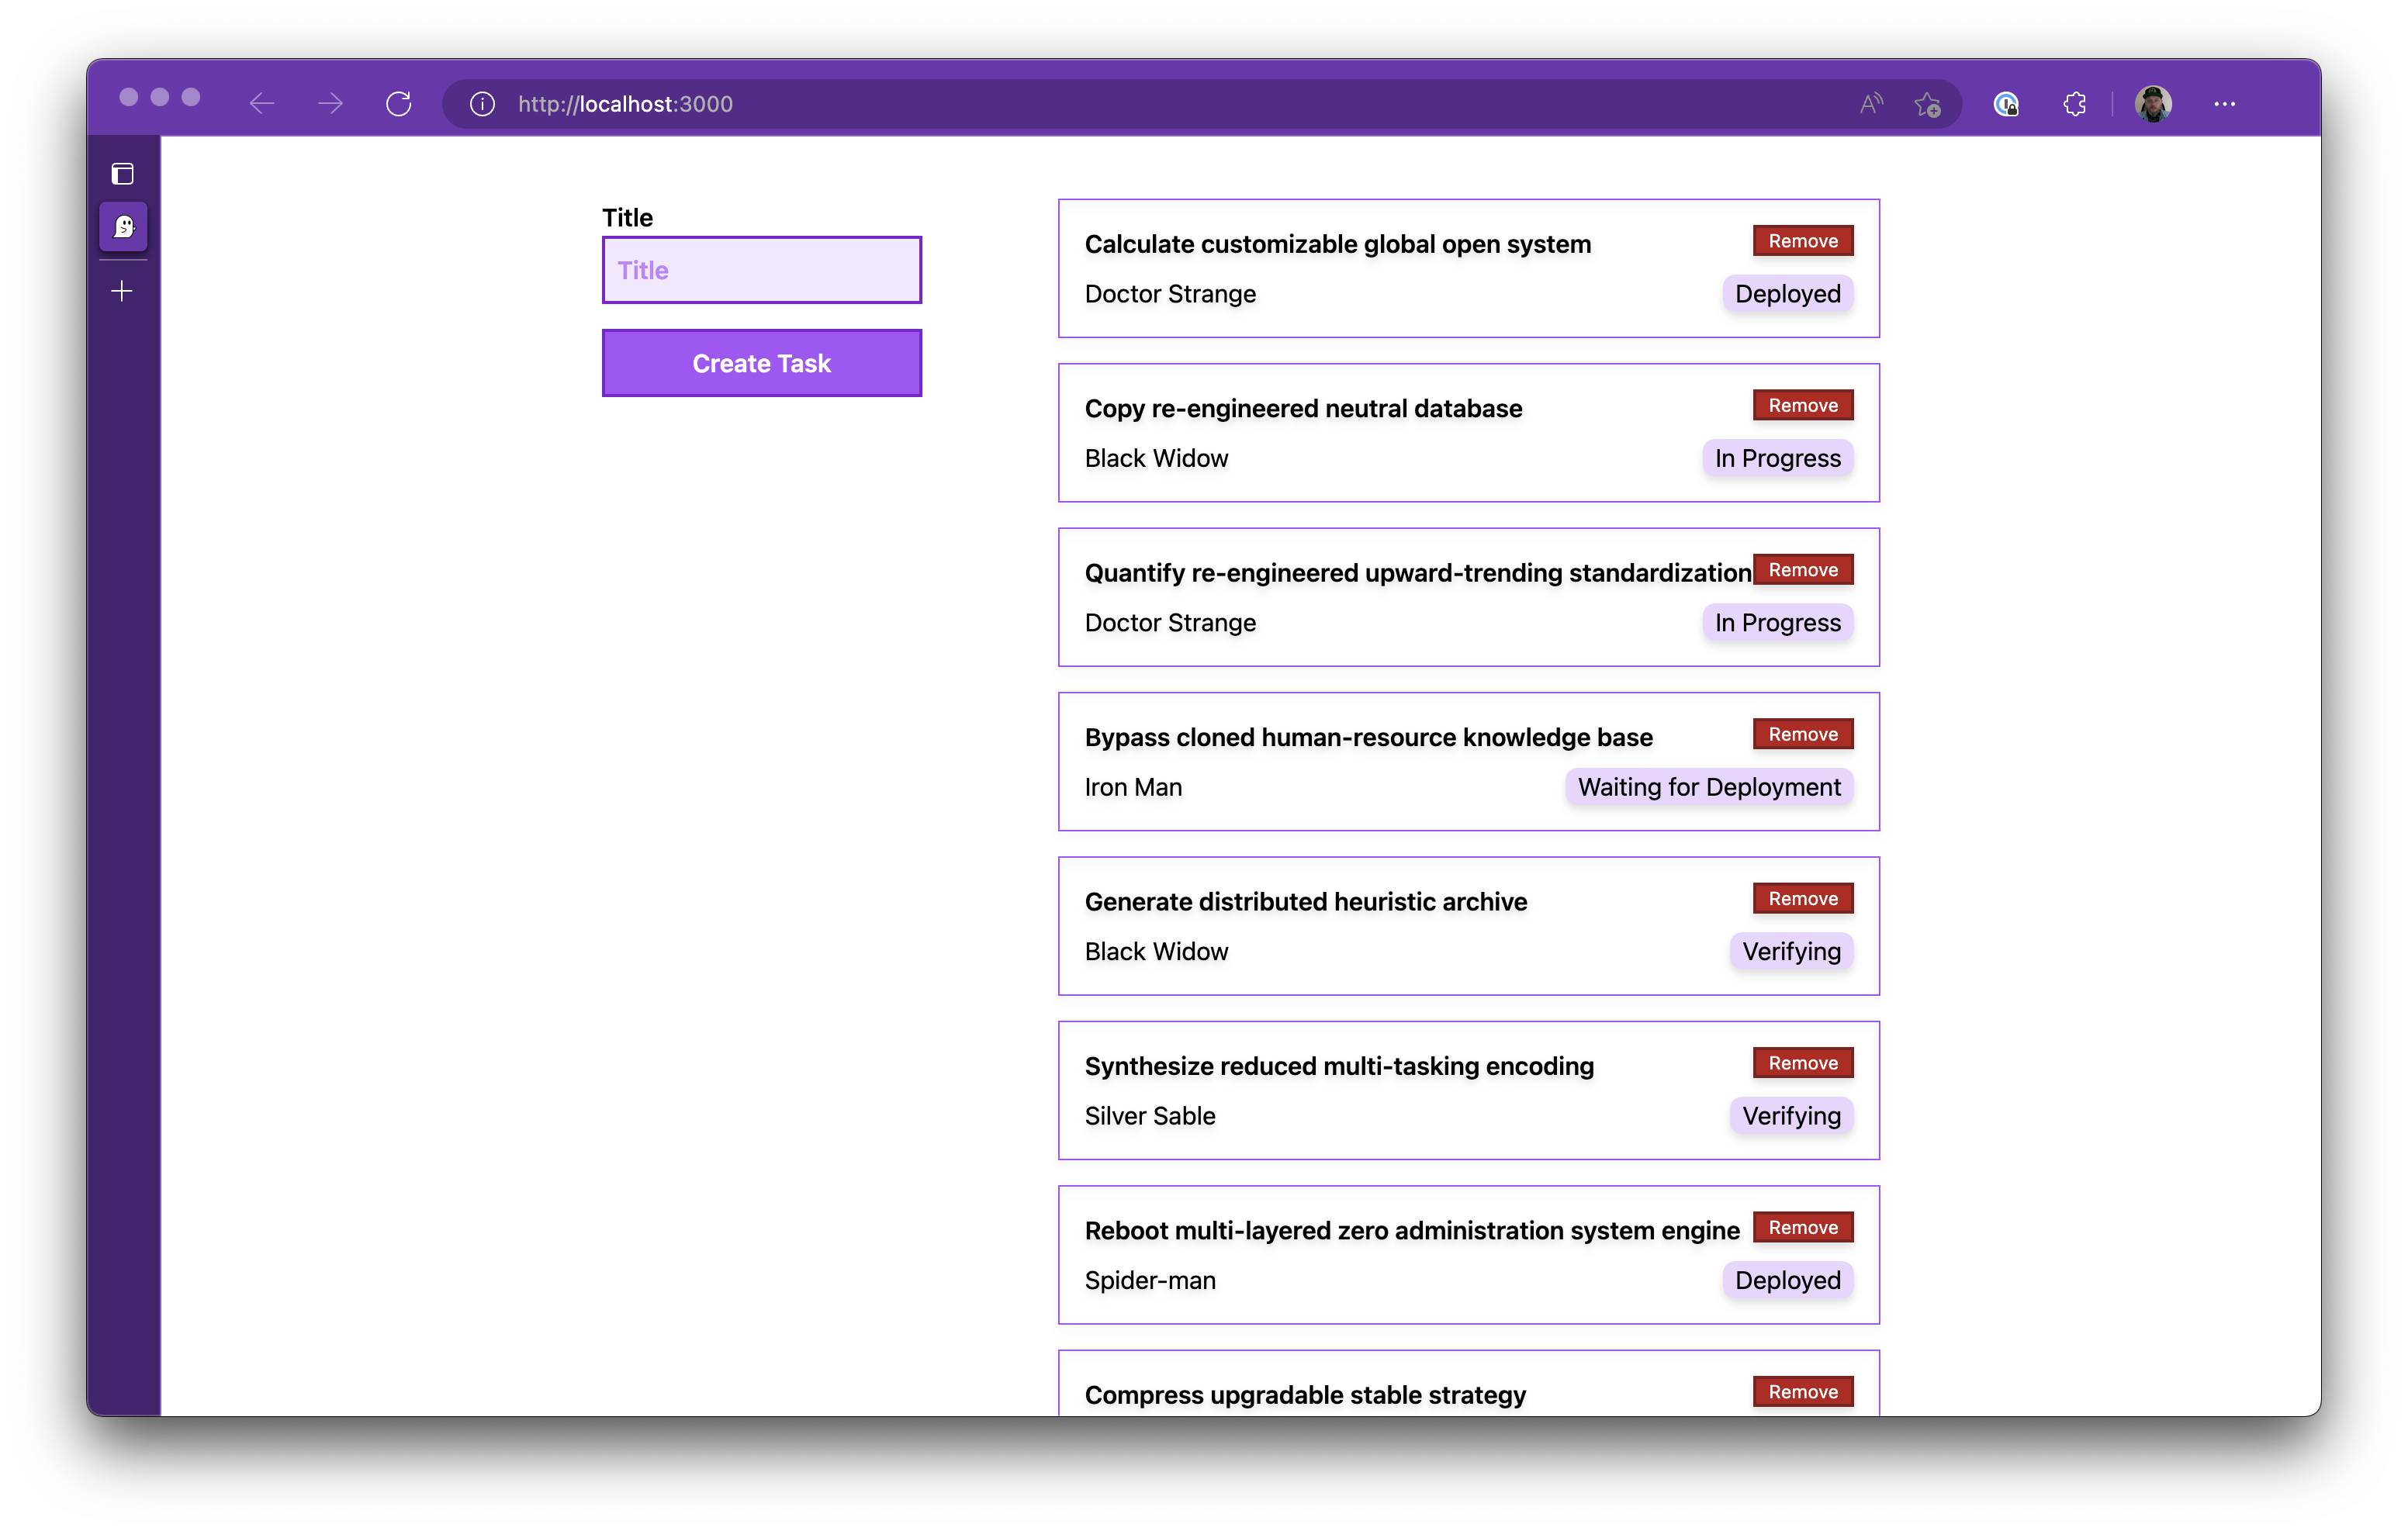 http://localhost:3000
Title
Title
Create Task
Calculate customizable global open system
Remove
Doctor Strange
Deployed
Copy re-engineered neutral database
Remove
Black Widow
In Progress
Quantify re-engineered upward-trending standardization
Remove
Doctor Strange
In Progress
Bypass cloned human-resource knowledge base
Remove
Iron Man
Waiting for Deployment
Generate distributed heuristic archive
Remove
Black Widow
Verifying
Synthesize reduced multi-tasking encoding
Remove
Silver Sable
Verifying
Reboot multi-layered zero administration system engine
Remove
Spider-man
Deployed
Compress upgradable stable strategy
Remove